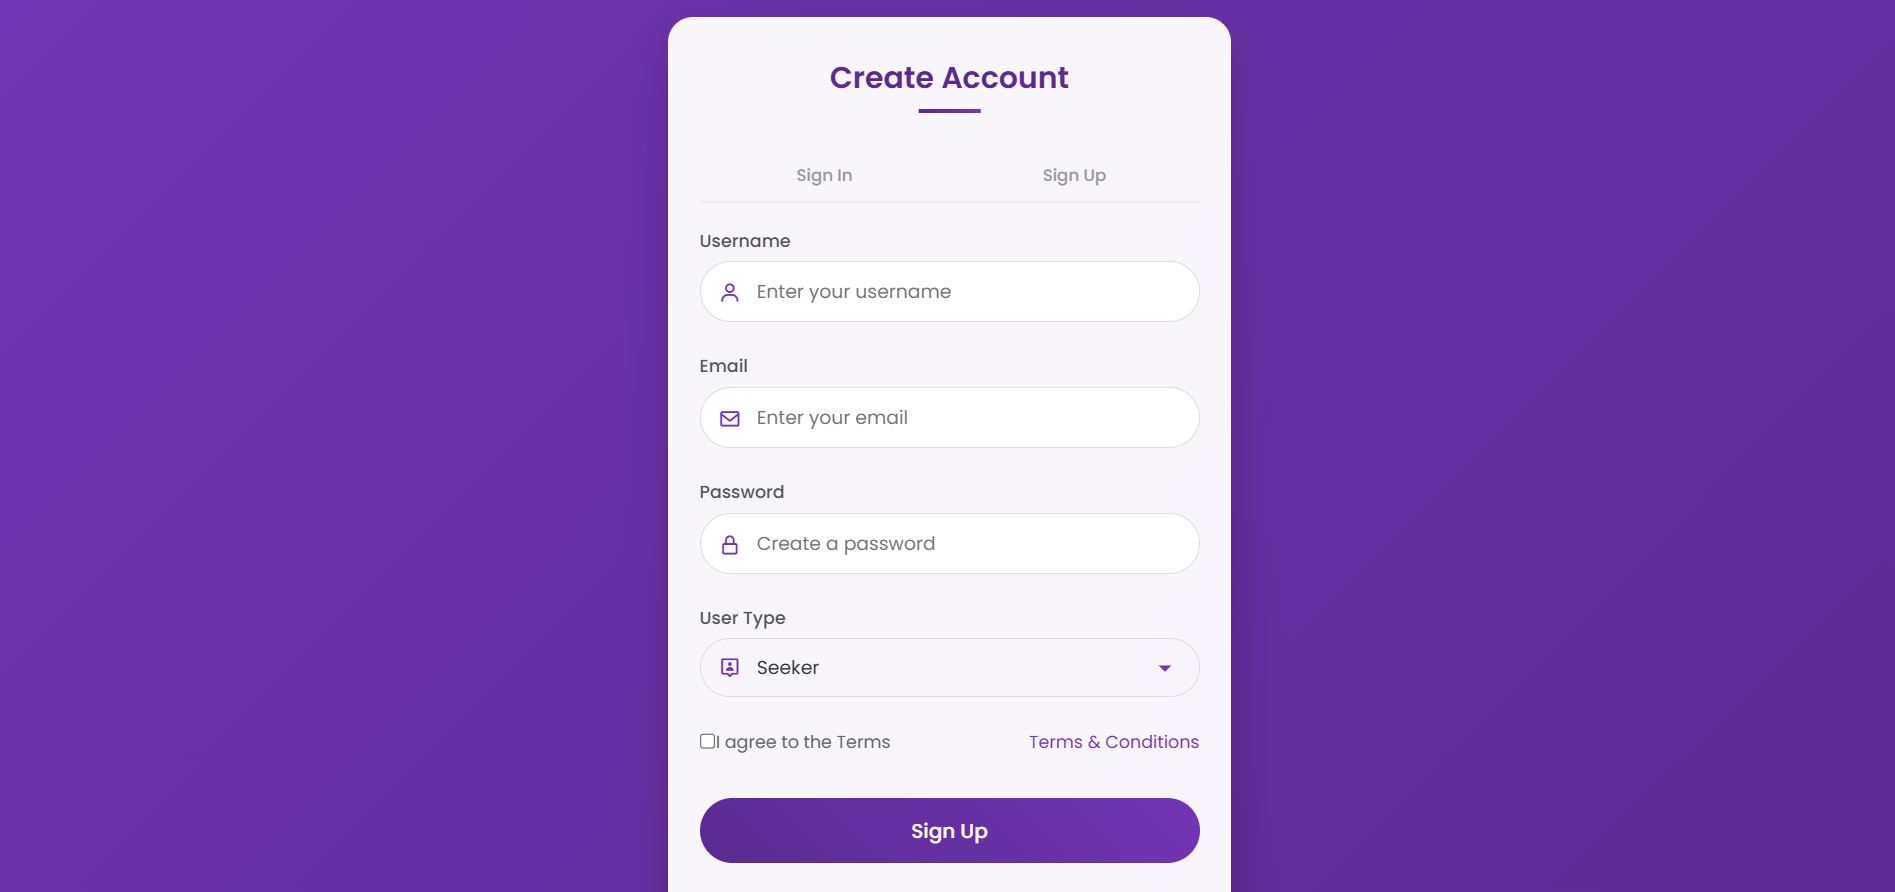 Create Account
Sign In Sign Up
Username
Enter your username
Email
Enter your email
Password
Create a password
User Type
Seeker
I agree to the Terms Terms & Conditions
Sign Up